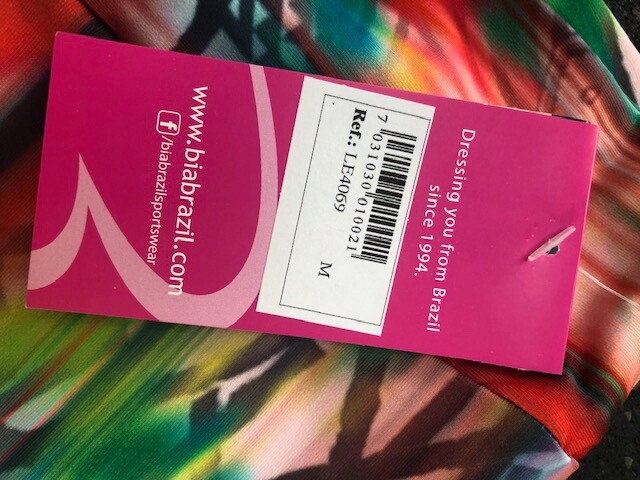 Dressing you from Brazil
since 1994.
7 031030 010021
Ref.: LE4069
M
www.biabrazil.com
f/biabrazilsportswear